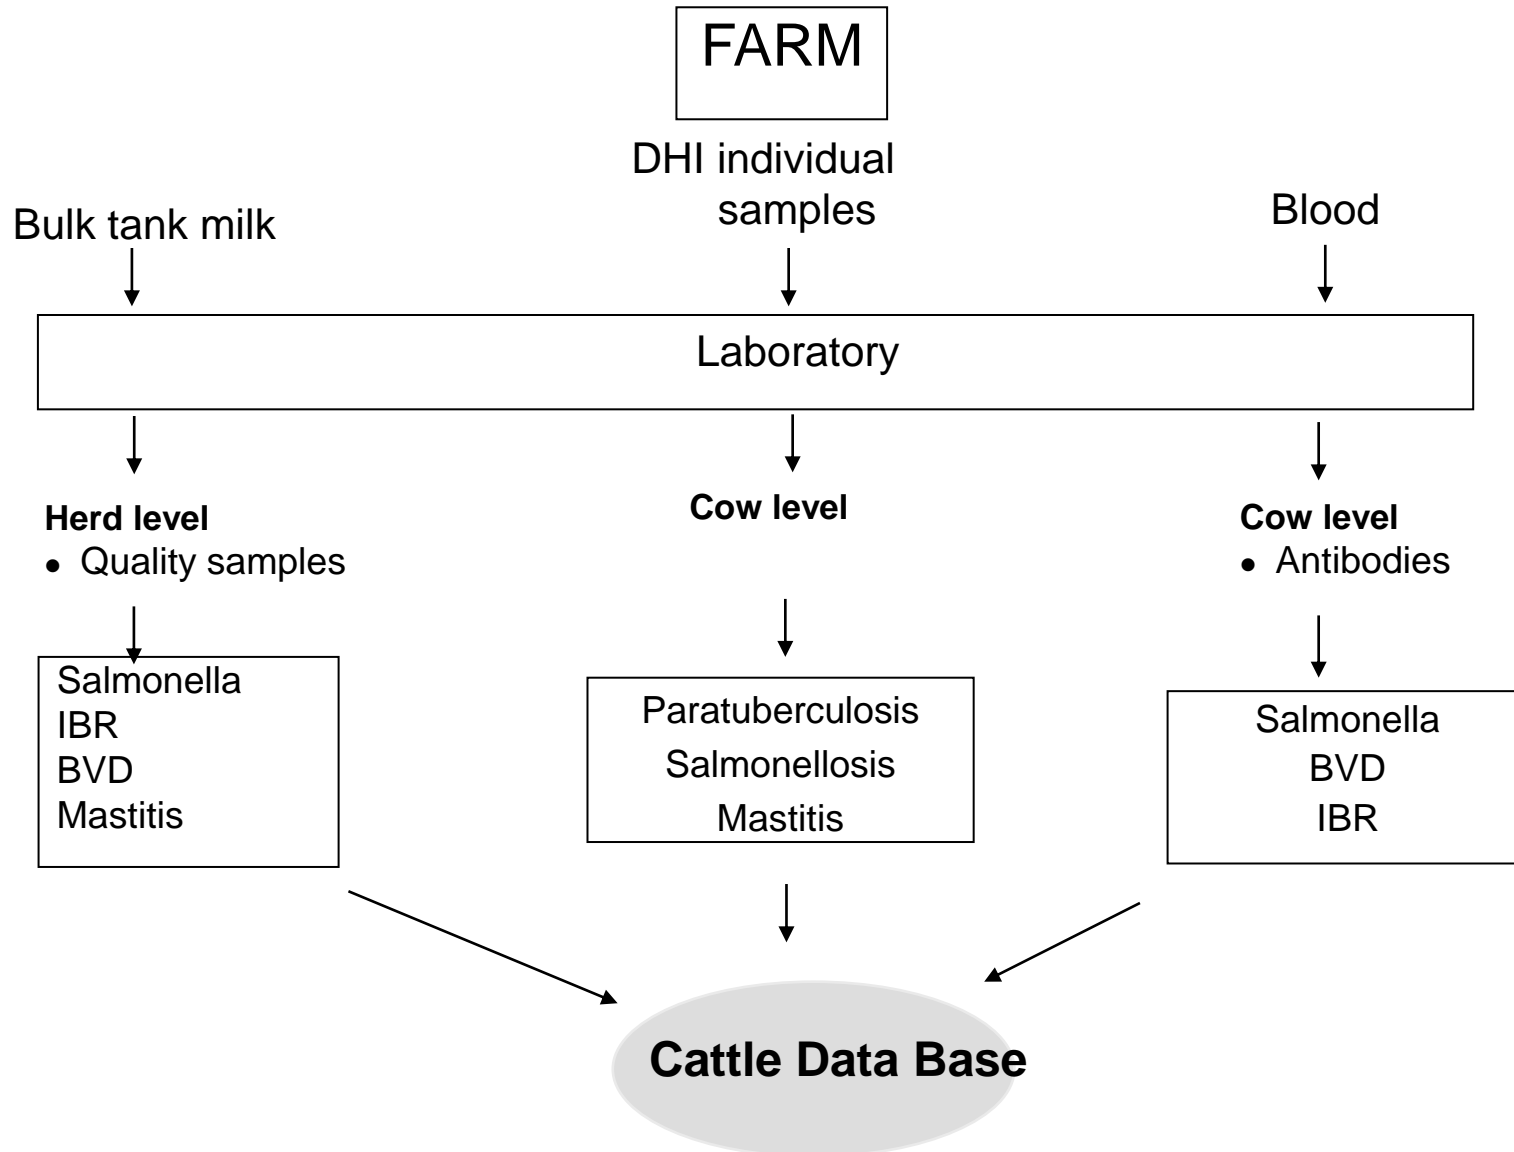 FARM
DHI individual
samples
Bulk tank milk
Blood
Laboratory
Herd level
● Quality samples
Cow level
Cow level
● Antibodies
Salmonella
IBR
BVD
Mastitis
Paratuberculosis
Salmonellosis
Mastitis
Salmonella
BVD
IBR
Cattle Data Base